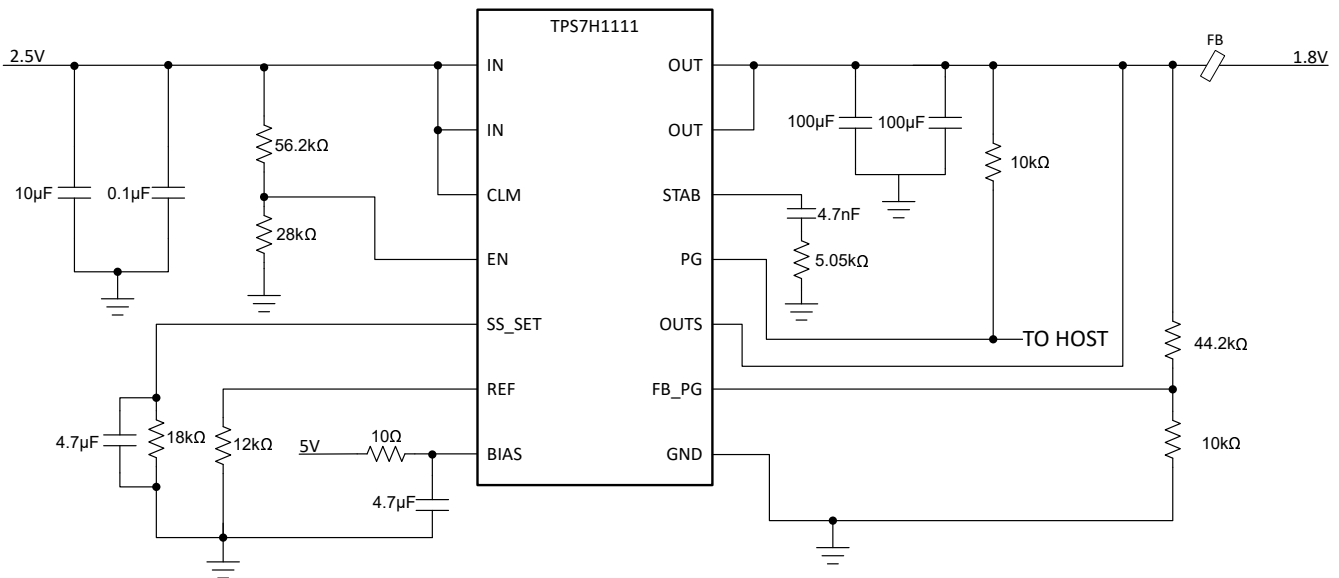 TPS7H1111
2.5V
IN
IN
CLM
EN
SS_SET
REF
BIAS
OUT
OUT
STAB
PG
OUTS
FB_PG
GND
FB
1.8V
10µF
0.1µF
56.2kΩ
28kΩ
4.7µF
18kΩ
12kΩ
5V
10Ω
4.7µF
100µF
100µF
10kΩ
4.7nF
5.05kΩ
TO HOST
44.2kΩ
10kΩ